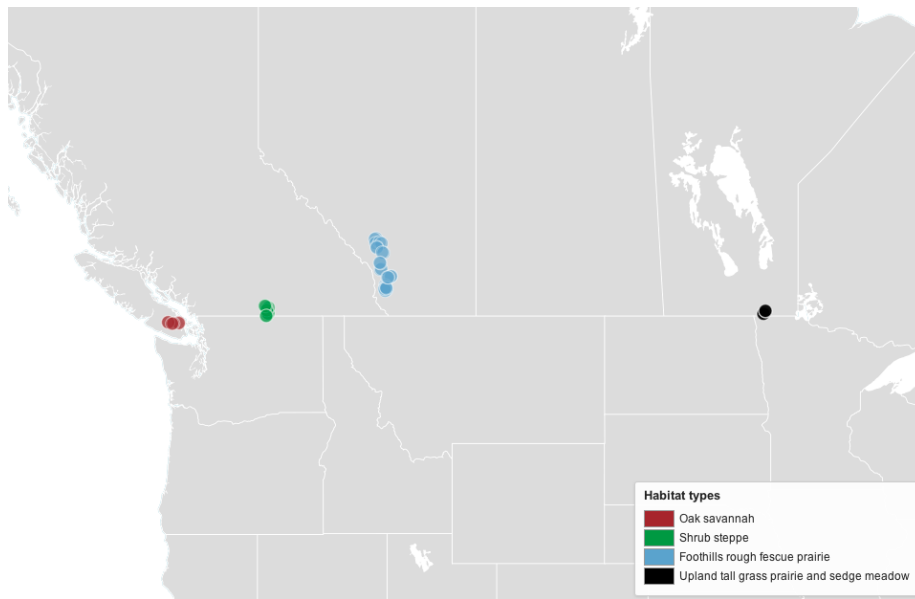 Habitat types
Oak savannah
Shrub steppe
Foothills rough fescue prairie
Upland tall grass prairie and sedge meadow